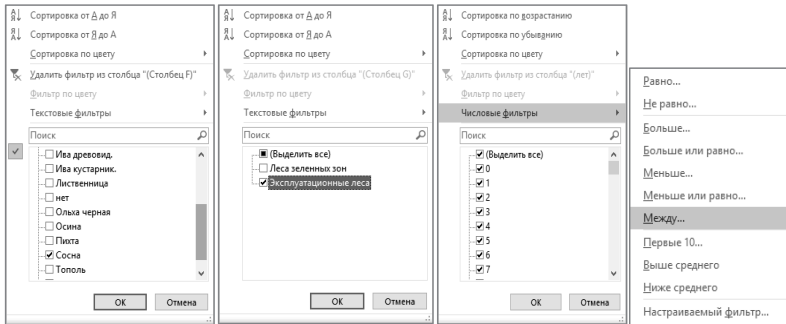 Сортировка от А до Я
Сортировка от Я до А
Сортировка по цвету
Удалить фильтр из столбца "(Столбец F)"
Фильтр по цвету
Текстовые фильтры
Поиск
Ива древовид.
Ива кустарник.
Лиственница
нет
Ольха черная
Осина
Пихта
Сосна
Тополь
ОК
Отмена
Сортировка от А до Я
Сортировка от Я до А
Сортировка по цвету
Удалить фильтр из столбца "(Столбец G)"
Фильтр по цвету
Текстовые фильтры
Поиск
(Выделить все)
Леса зеленных зон
Эксплуатационные леса
ОК
Отмена
Сортировка по возрастанию
Сортировка по убыванию
Сортировка по цвету
Удалить фильтр из столбца "(лет)"
Фильтр по цвету
Числовые фильтры
Поиск
(Выделить все)
0
1
2
3
4
5
6
7
ОК
Отмена
Равно...
Не равно...
Больше...
Больше или равно...
Меньше...
Меньше или равно...
Между...
Первые 10...
Выше среднего
Ниже среднего
Настраиваемый фильтр...